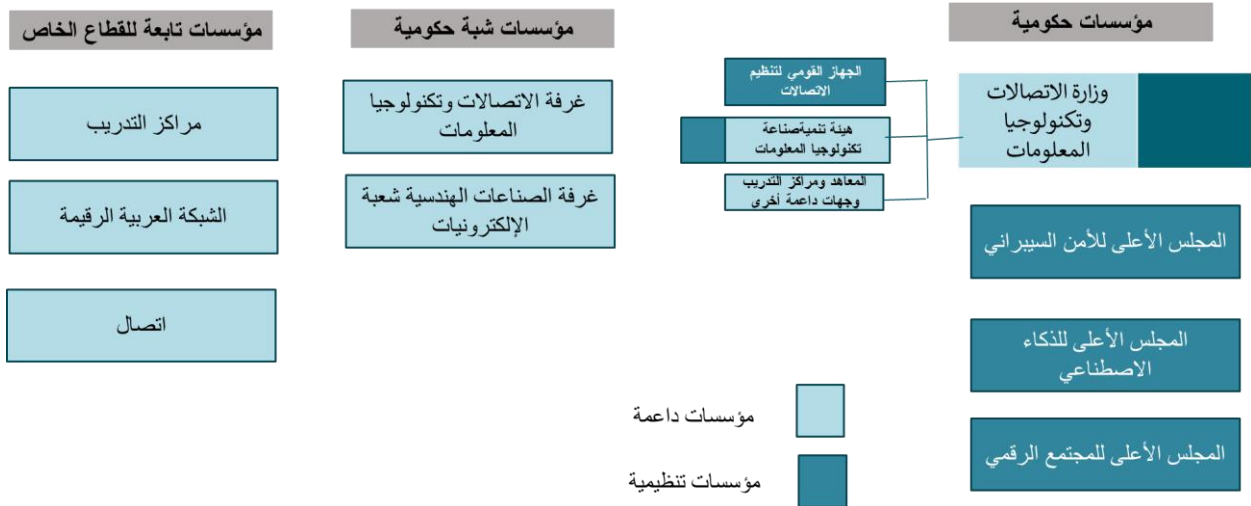 مؤسسات حكومية
وزارة الاتصالات
وتكنولوجيا
المعلومات
الجهاز القومي لتنظيم
الاتصالات
هيئة تنميةصناعة
تكنولوجيا المعلومات
المعاهد ومراكز التدريب
وجهات داعمة أخرى
المجلس الأعلى للأمن السيبراني
المجلس الأعلى للذكاء
الاصطناعي
المجلس الأعلى للمجتمع الرقمي
مؤسسات شبة حكومية
غرفة الاتصالات وتكنولوجيا
المعلومات
غرفة الصناعات الهندسية شعبة
الإلكترونيات
مؤسسات تابعة للقطاع الخاص
مراكز التدريب
الشبكة العربية الرقيمة
اتصال
مؤسسات داعمة
مؤسسات تنظيمية